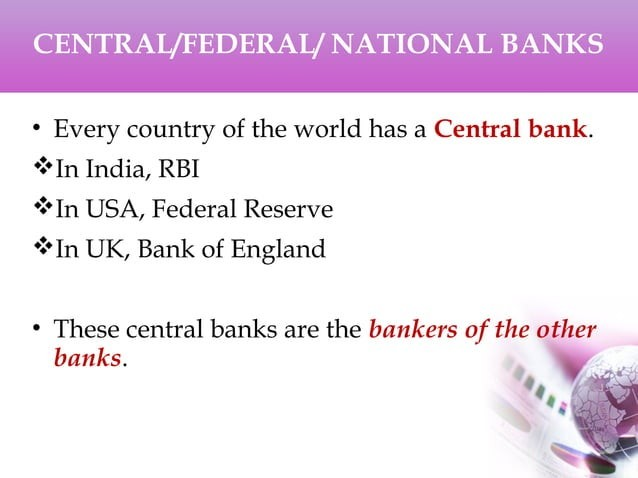 CENTRAL/FEDERAL/ NATIONAL BANKS
• Every country of the world has a Central bank.
❖In India, RBI
❖In USA, Federal Reserve
❖In UK, Bank of England
• These central banks are the bankers of the other
banks.